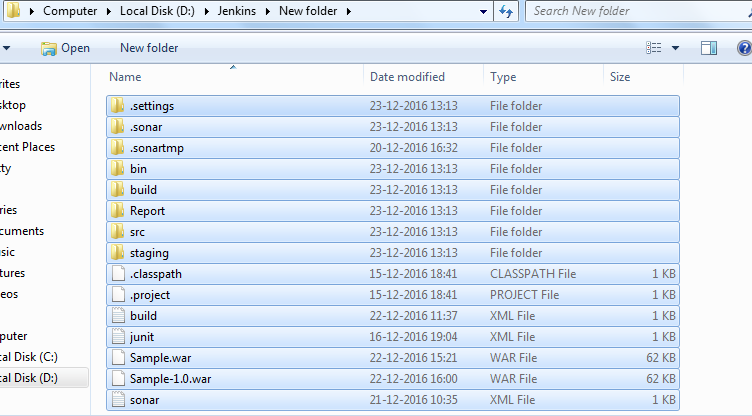 Computer Local Disk (D:) Jenkins New folder Search New folder
Open New folder
Name Date modified Type Size
.settings 23-12-2016 13:13 File folder
.sonar 23-12-2016 13:13 File folder
.sonartmp 20-12-2016 16:32 File folder
bin 23-12-2016 13:13 File folder
build 23-12-2016 13:13 File folder
Report 23-12-2016 13:13 File folder
src 23-12-2016 13:13 File folder
staging 23-12-2016 13:13 File folder
.classpath 15-12-2016 18:41 CLASSPATH File 1 KB
.project 15-12-2016 18:41 PROJECT File 1 KB
build 22-12-2016 11:37 XML File 1 KB
junit 16-12-2016 19:04 XML File 1 KB
Sample.war 22-12-2016 15:21 WAR File 62 KB
Sample-1.0.war 22-12-2016 16:00 WAR File 62 KB
sonar 21-12-2016 10:35 XML File 1 KB
rites
sktop
wnloads
cent Places
tty
ries
cuments
sic
tures
eos
mputer
cal Disk (C:)
cal Disk (D:)